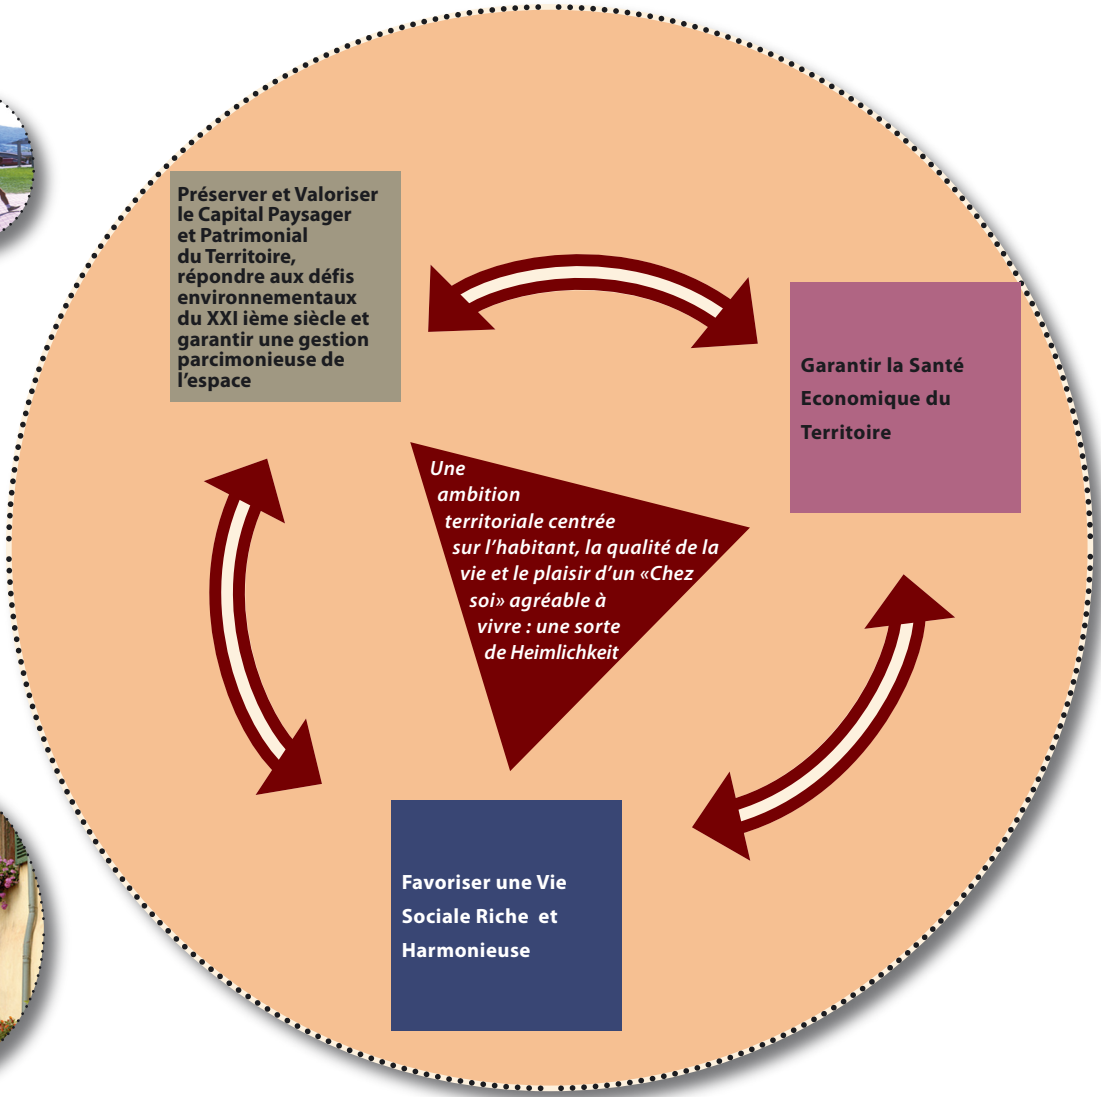 Préserver et Valoriser
le Capital Paysager
et Patrimonial
du Territoire,
répondre aux défis
environnementaux
du XXI ième siècle et
garantir une gestion
parcimonieuse de
l’espace
Garantir la Santé
Economique du
Territoire
Une
ambition
territoriale centrée
sur l’habitant, la qualité de la
vie et le plaisir d’un «Chez
soi» agréable à
vivre : une sorte
de Heimlichkeit
Favoriser une Vie
Sociale Riche et
Harmonieuse